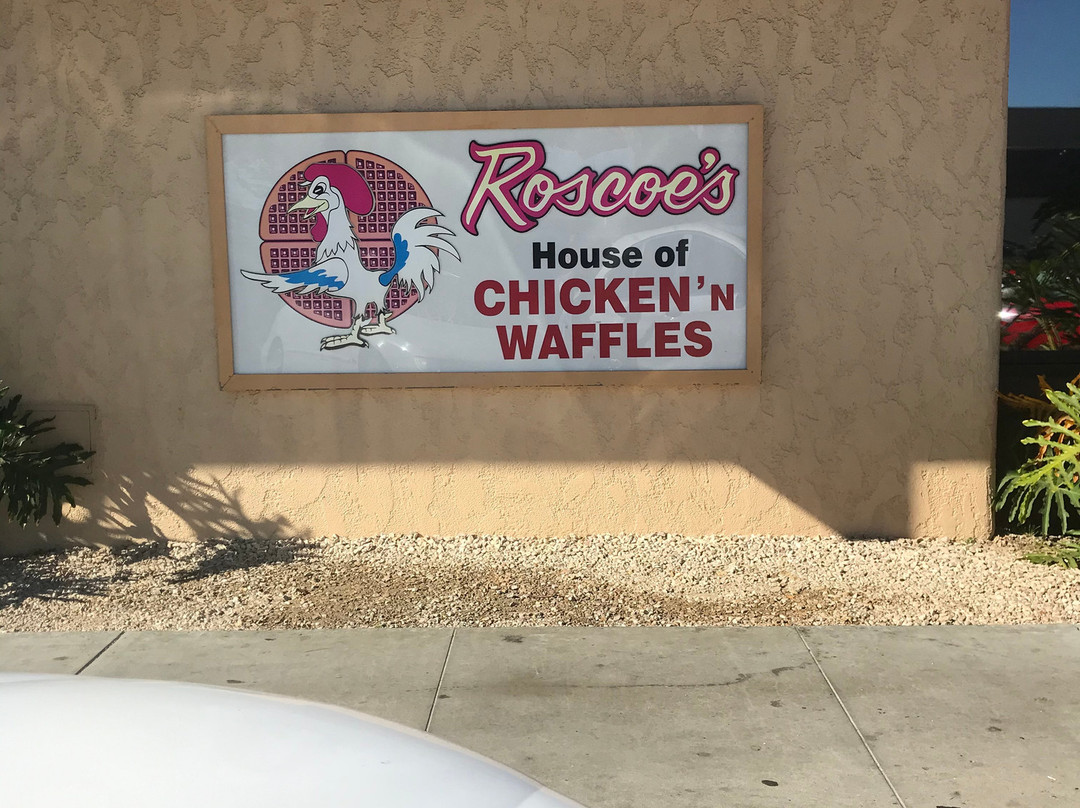 Roscoe's
House of
CHICKEN'N
WAFFLES